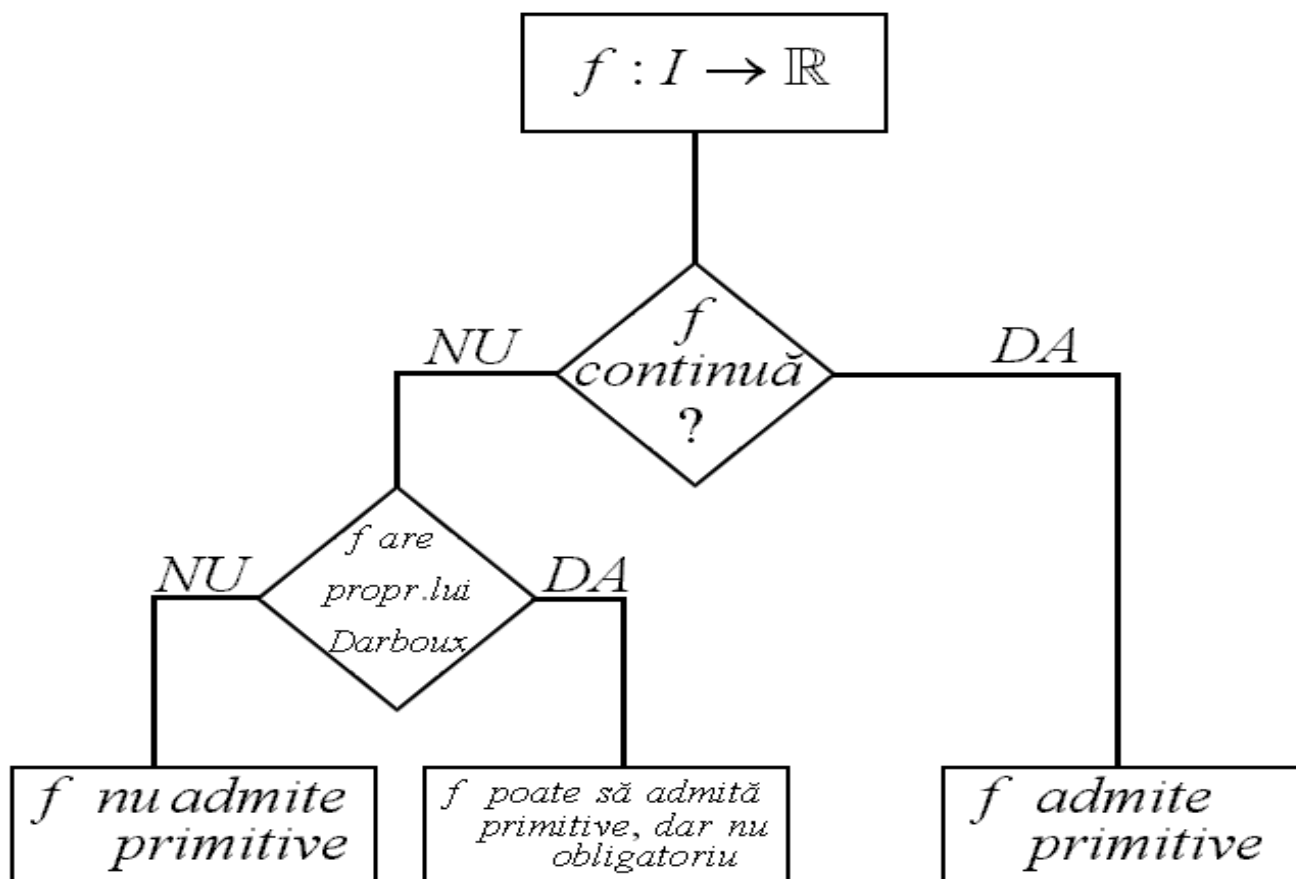 f : I → ℝ
f
continuă
?
NU
DA
f are
propr.lui
Darboux
NU
DA
f nu admite
primitive
f poate să admită
primitive, dar nu
obligatoriu
f admite
primitive